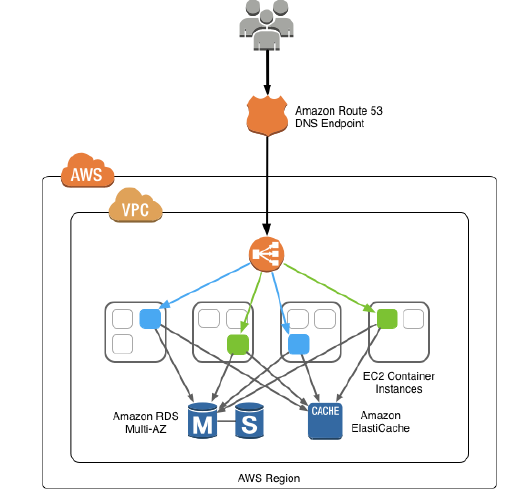 Amazon Route 53
DNS Endpoint
AWS
VPC
EC2 Container
Instances
Amazon RDS
Multi-AZ
M
S
CACHE
Amazon
ElastiCache
AWS Region